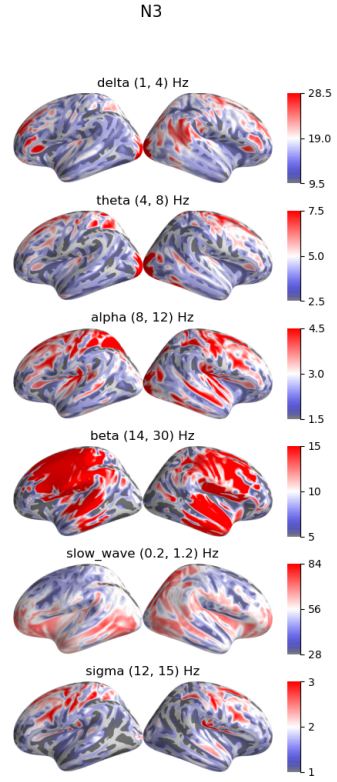 N3
delta (1, 4) Hz
28.5
19.0
9.5
theta (4, 8) Hz
7.5
5.0
2.5
alpha (8, 12) Hz
4.5
3.0
1.5
beta (14, 30) Hz
15
10
5
slow_wave (0.2, 1.2) Hz
84
56
28
sigma (12, 15) Hz
3
2
1